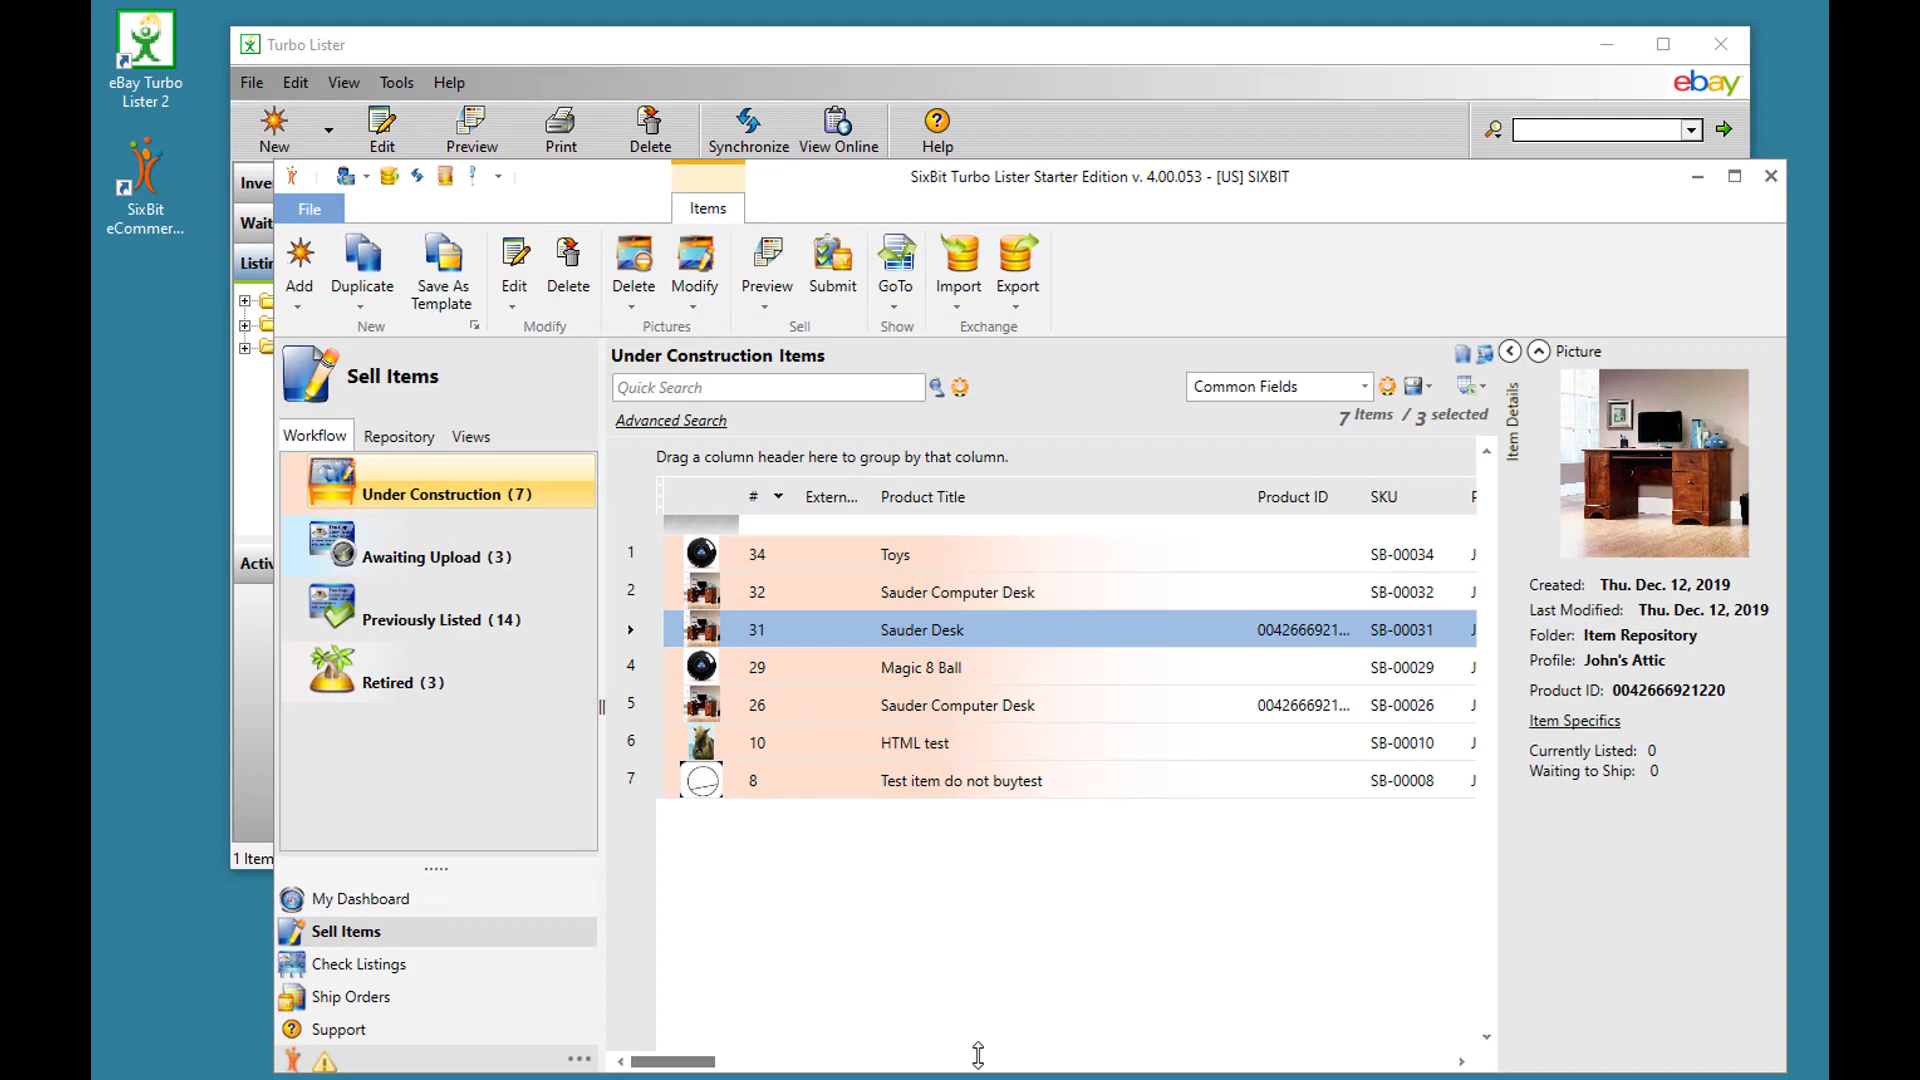 eBay Turbo
Lister 2
SixBit
eCommer...
Turbo Lister
File Edit View Tools Help
ebay
New Edit Preview Print Delete Synchronize View Online Help
Inve
Wait
Listin
Activ
1 Item
SixBit Turbo Lister Starter Edition v. 4.00.053 - [US] SIXBIT
File Items
Add Duplicate Save As
Template Edit Delete Delete Modify Preview Submit GoTo Import Export
New Modify Pictures Sell Show Exchange
Sell Items
Workflow Repository Views
Under Construction (7)
Awaiting Upload (3)
Previously Listed (14)
Retired (3)
My Dashboard
Sell Items
Check Listings
Ship Orders
Support
Under Construction Items
Quick Search
Common Fields
Advanced Search
7 Items / 3 selected
Drag a column header here to group by that column.
# Extern... Product Title Product ID SKU P
1 34 Toys SB-00034 J
2 32 Sauder Computer Desk SB-00032 J
31 Sauder Desk 0042666921... SB-00031 J
4 29 Magic 8 Ball SB-00029 J
5 26 Sauder Computer Desk 0042666921... SB-00026 J
6 10 HTML test SB-00010 J
7 8 Test item do not buytest SB-00008 J
Item Details
Picture
Created: Thu. Dec. 12, 2019
Last Modified: Thu. Dec. 12, 2019
Folder: Item Repository
Profile: John's Attic
Product ID: 0042666921220
Item Specifics
Currently Listed: 0
Waiting to Ship: 0